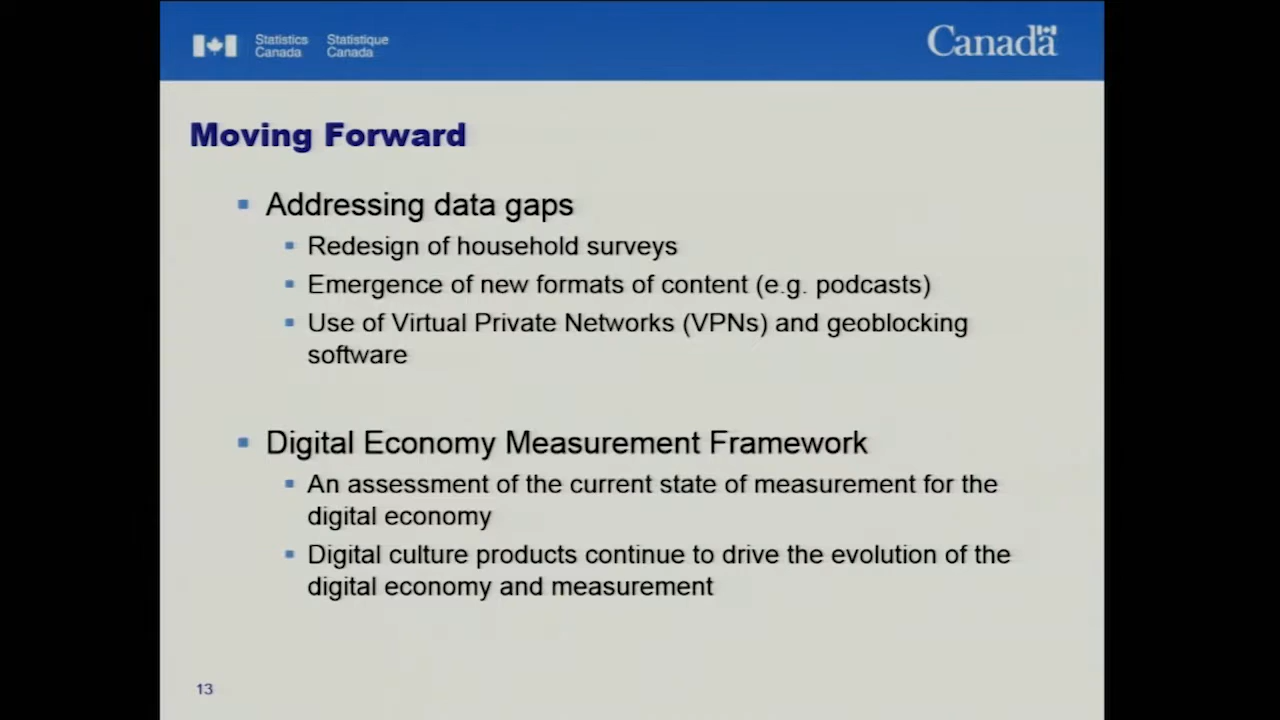 Statistics Statistique
Canada Canada
Canada
Moving Forward
Addressing data gaps
Redesign of household surveys
Emergence of new formats of content (e.g. podcasts)
Use of Virtual Private Networks (VPNs) and geoblocking
software
Digital Economy Measurement Framework
An assessment of the current state of measurement for the
digital economy
Digital culture products continue to drive the evolution of the
digital economy and measurement
13